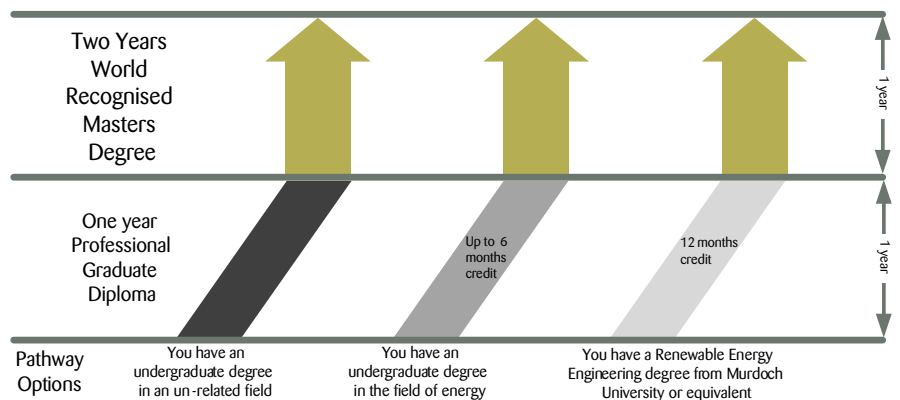 Two Years
World
Recognised
Masters
Degree
1 year
One year
Professional
Graduate
Diploma
Up to 6
months
credit
12 months
credit
1 year
Pathway
Options
You have an
undergraduate degree
in an un-related field
You have an
undergraduate degree
in the field of energy
You have a Renewable Energy
Engineering degree from Murdoch
University or equivalent